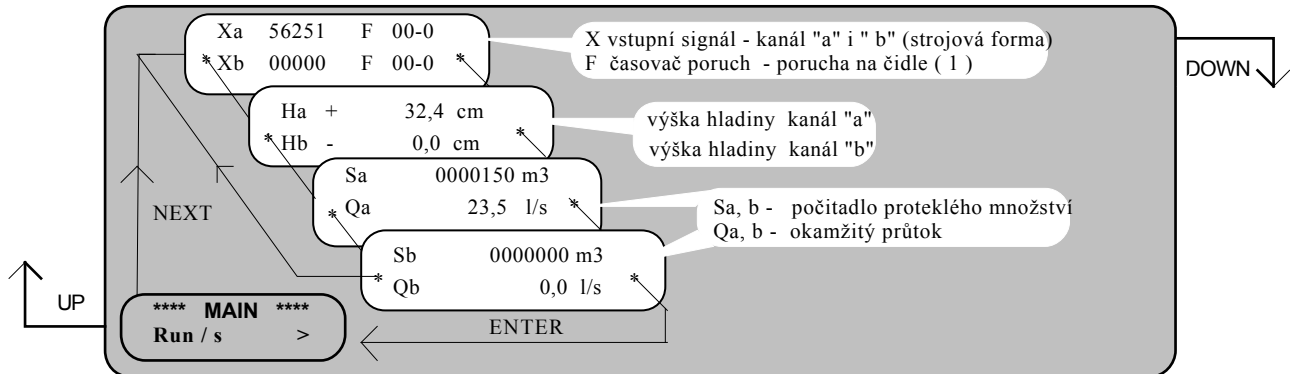 Xa 56251 F 00-0
* Xb 00000 F 00-0 *
X vstupní signál - kanál "a" i " b" (strojová forma)
F časovač poruch - porucha na čidle ( 1 )
DOWN
Ha + 32,4 cm
* Hb - 0,0 cm *
výška hladiny kanál "a"
výška hladiny kanál "b"
Sa 0000150 m3
* Qa 23,5 l/s *
Sa, b - počitadlo proteklého množství
Qa, b - okamžitý průtok
NEXT
Sb 0000000 m3
* Qb 0,0 l/s *
UP
**** MAIN ****
Run / s >
ENTER